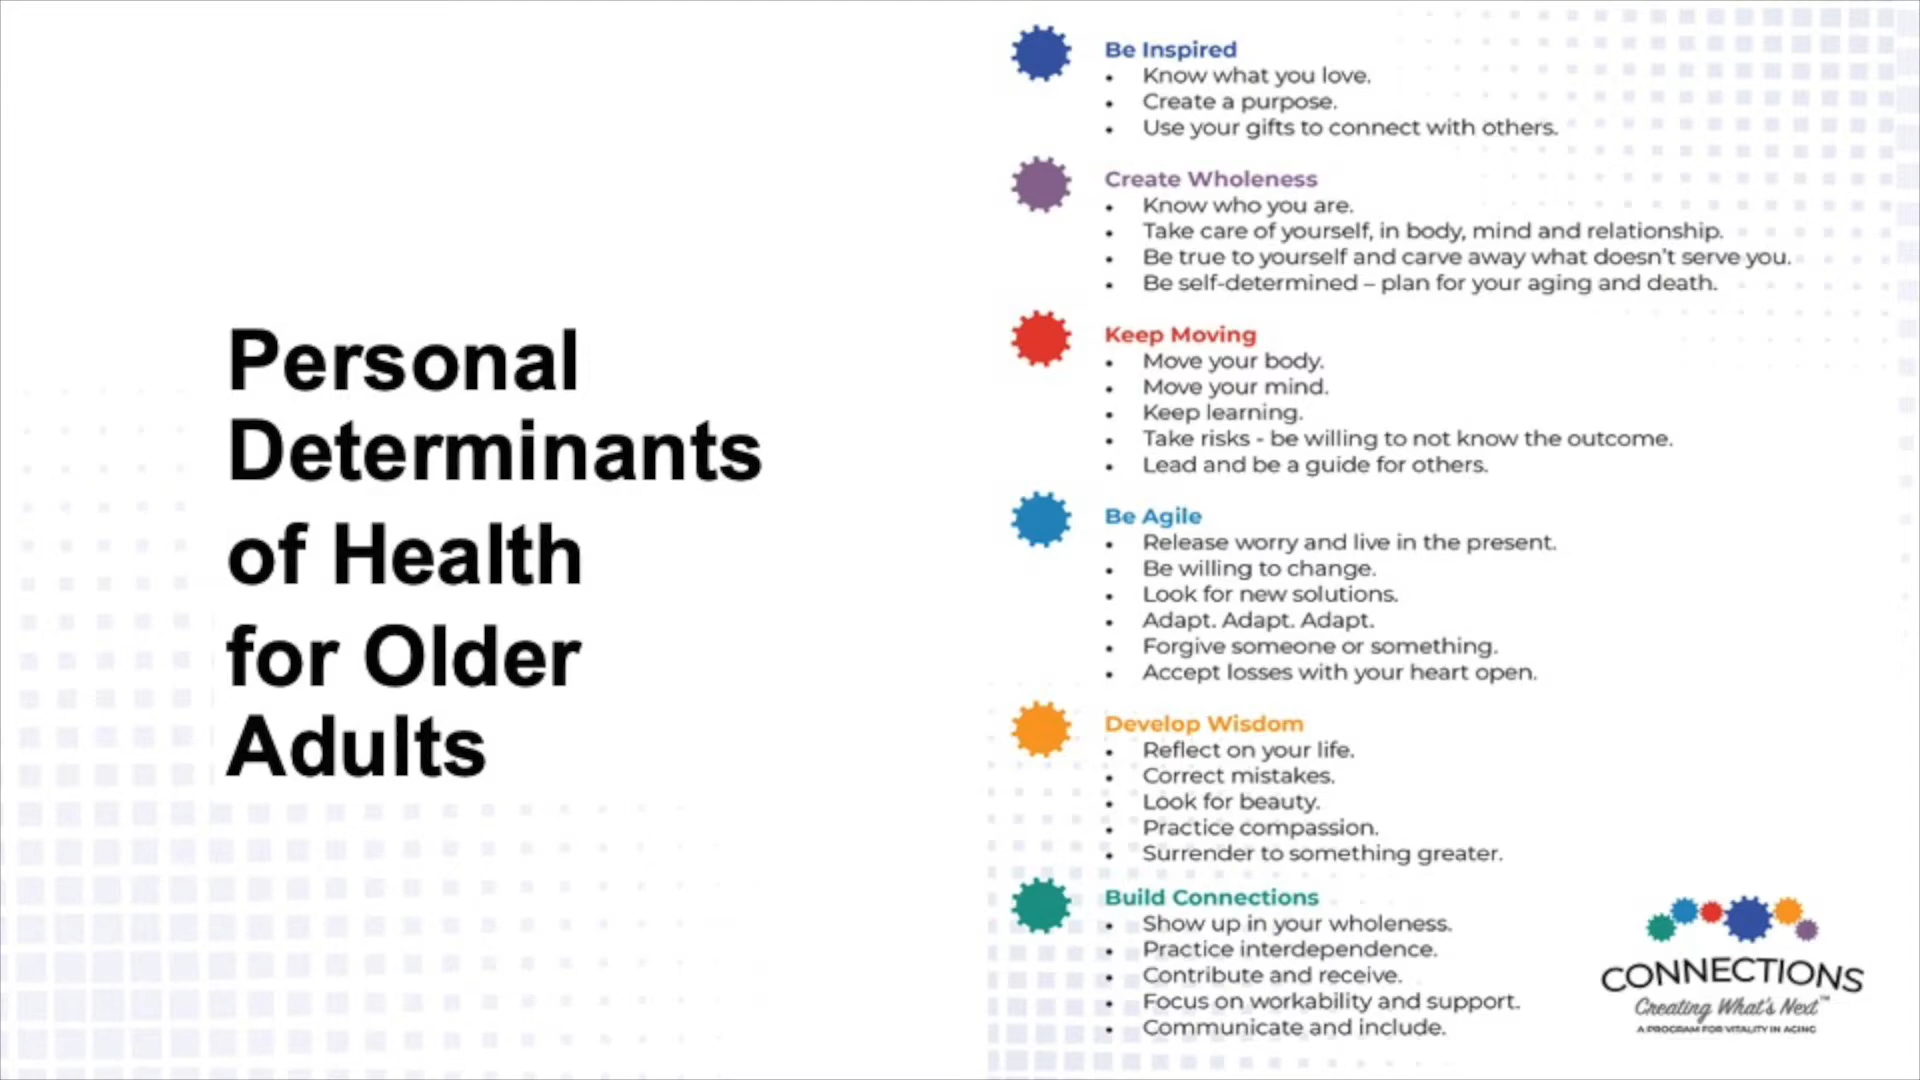 Personal
Determinants
of Health
for Older
Adults
Be Inspired
• Know what you love.
• Create a purpose.
• Use your gifts to connect with others.
Create Wholeness
• Know who you are.
• Take care of yourself, in body, mind and relationship.
• Be true to yourself and carve away what doesn't serve you.
• Be self-determined – plan for your aging and death.
Keep Moving
• Move your body.
• Move your mind.
• Keep learning.
• Take risks - be willing to not know the outcome.
• Lead and be a guide for others.
Be Agile
• Release worry and live in the present.
• Be willing to change.
• Look for new solutions.
• Adapt. Adapt. Adapt.
• Forgive someone or something.
• Accept losses with your heart open.
Develop Wisdom
• Reflect on your life.
• Correct mistakes.
• Look for beauty.
• Practice compassion.
• Surrender to something greater.
Build Connections
• Show up in your wholeness.
• Practice interdependence.
• Contribute and receive.
• Focus on workability and support.
• Communicate and include.
CONNECTIONS
Creating What's Next™
A PROGRAM FOR VITALITY IN AGING